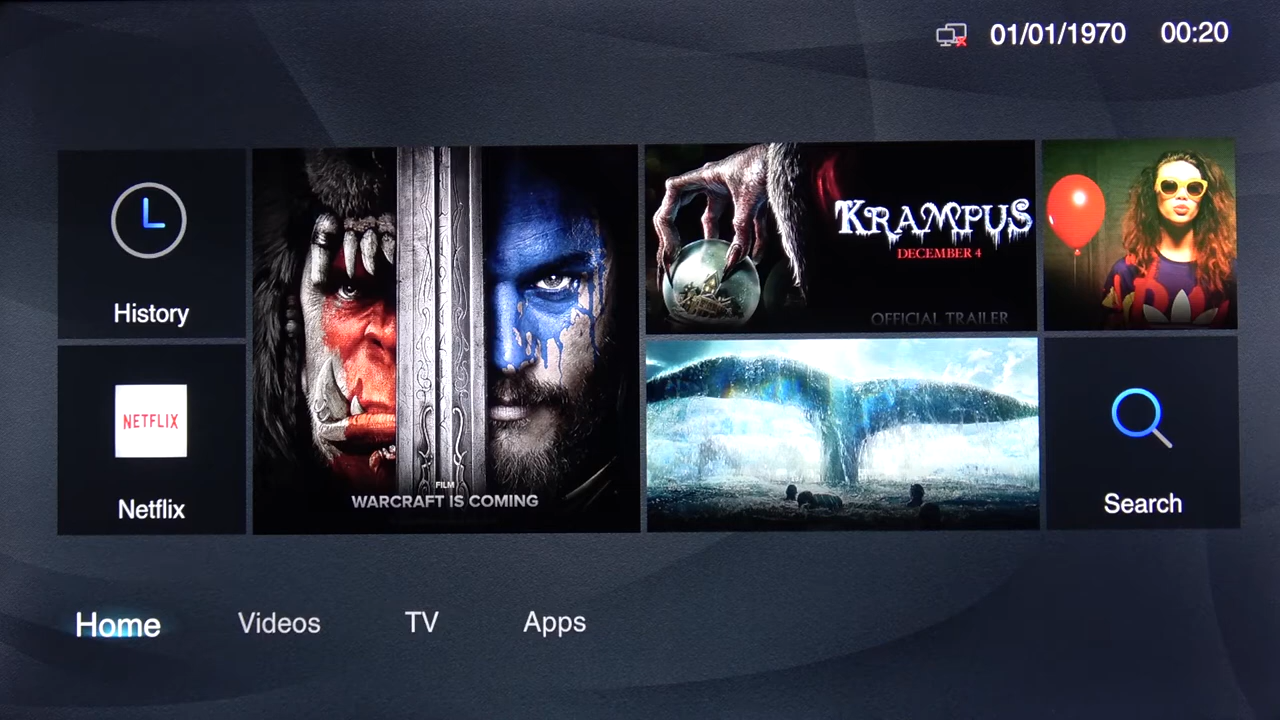 01/01/1970 00:20
History
NETFLIX
Netflix
FILM
WARCRAFT IS COMING
KRAMPUS
DECEMBER 4
OFFICIAL TRAILER
Search
Home Videos TV Apps